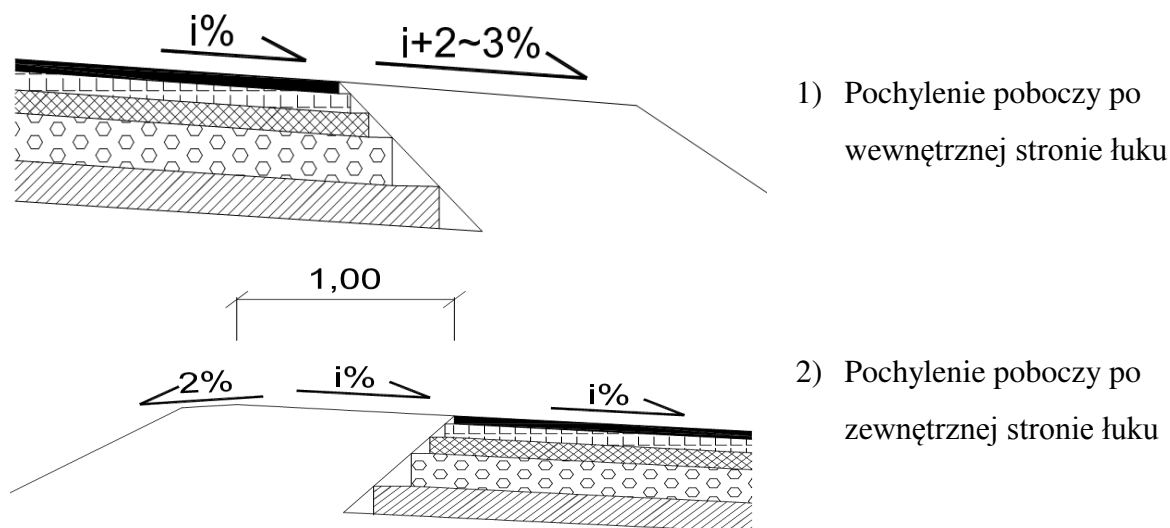 i%
i+2~3%
1) Pochylenie poboczy po
wewnętrznej stronie łuku
1,00
2%
i%
i%
2) Pochylenie poboczy po
zewnętrznej stronie łuku